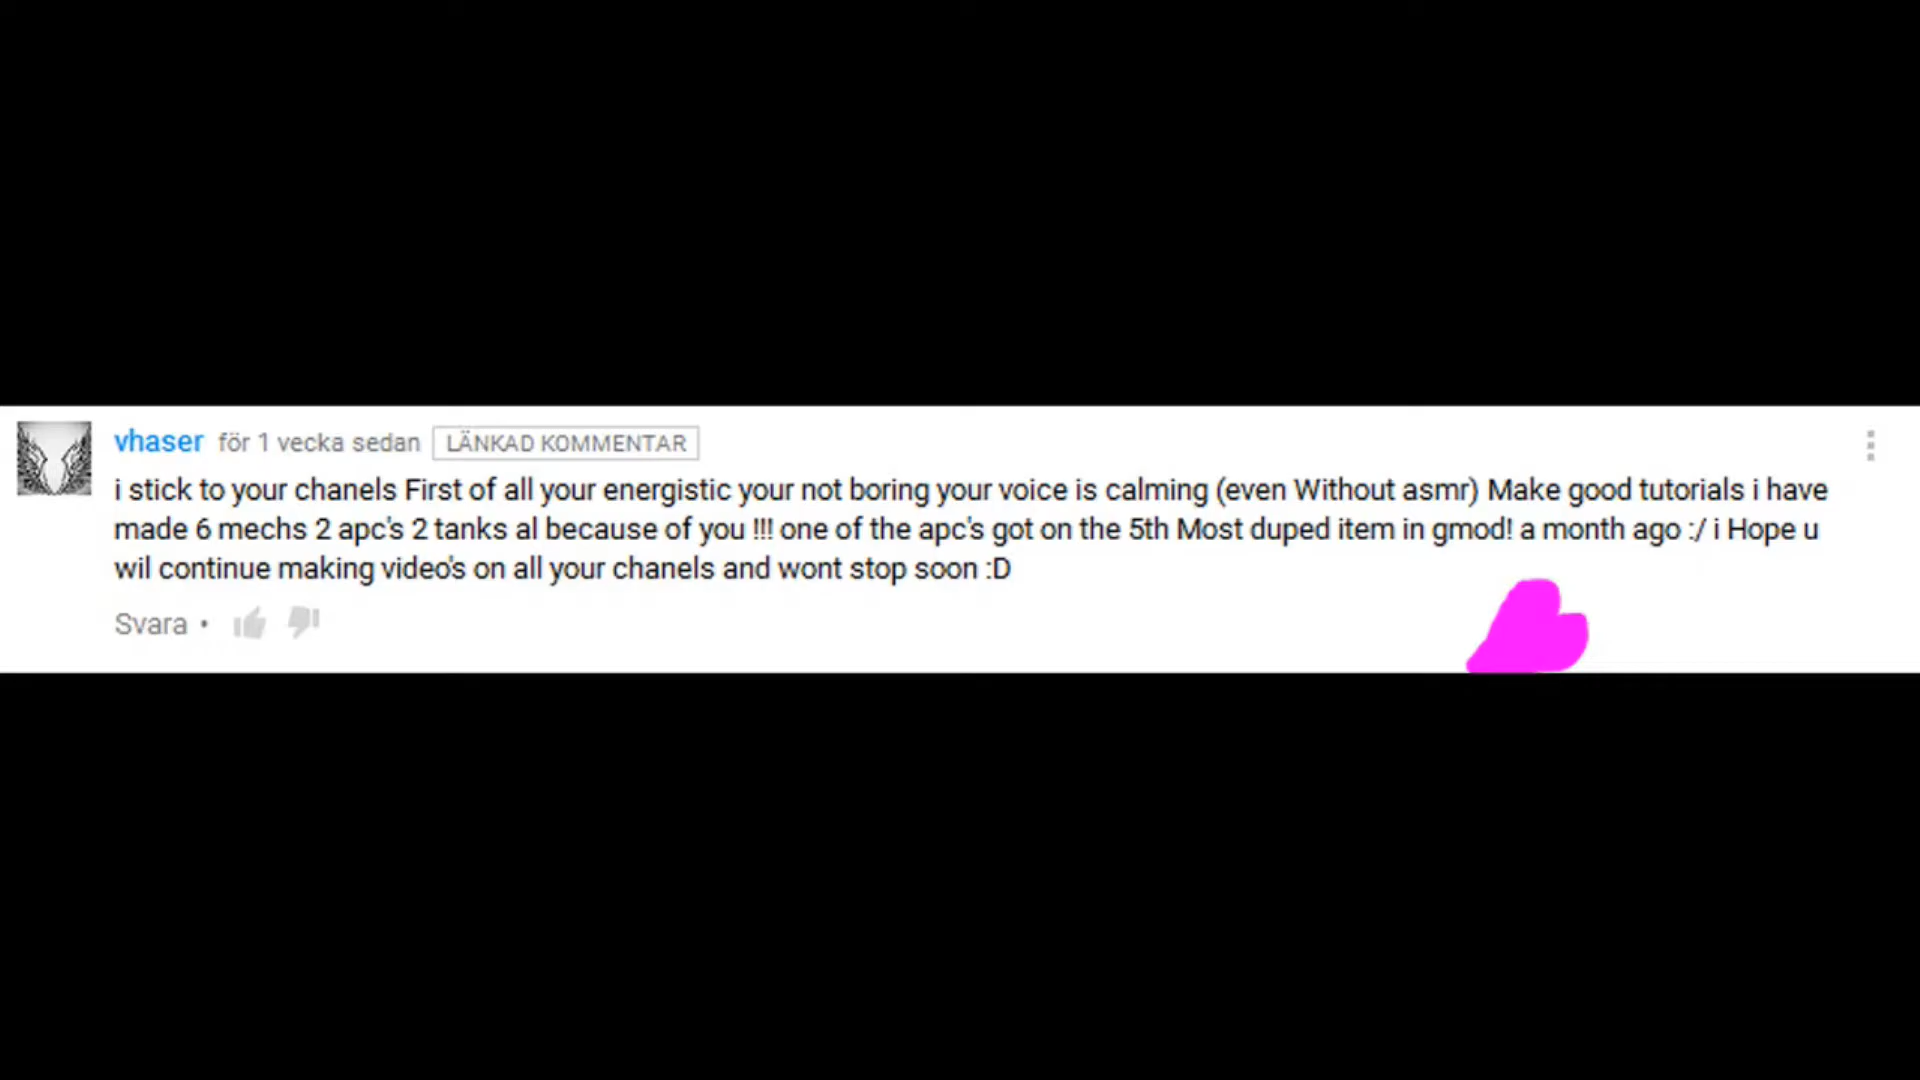 vhaser för 1 vecka sedan LÄNKAD KOMMENTAR
i stick to your chanels First of all your energistic your not boring your voice is calming (even Without asmr) Make good tutorials i have
made 6 mechs 2 apc's 2 tanks al because of you !!! one of the apc's got on the 5th Most duped item in gmod! a month ago :/ i Hope u
wil continue making video's on all your chanels and wont stop soon :D
Svara •